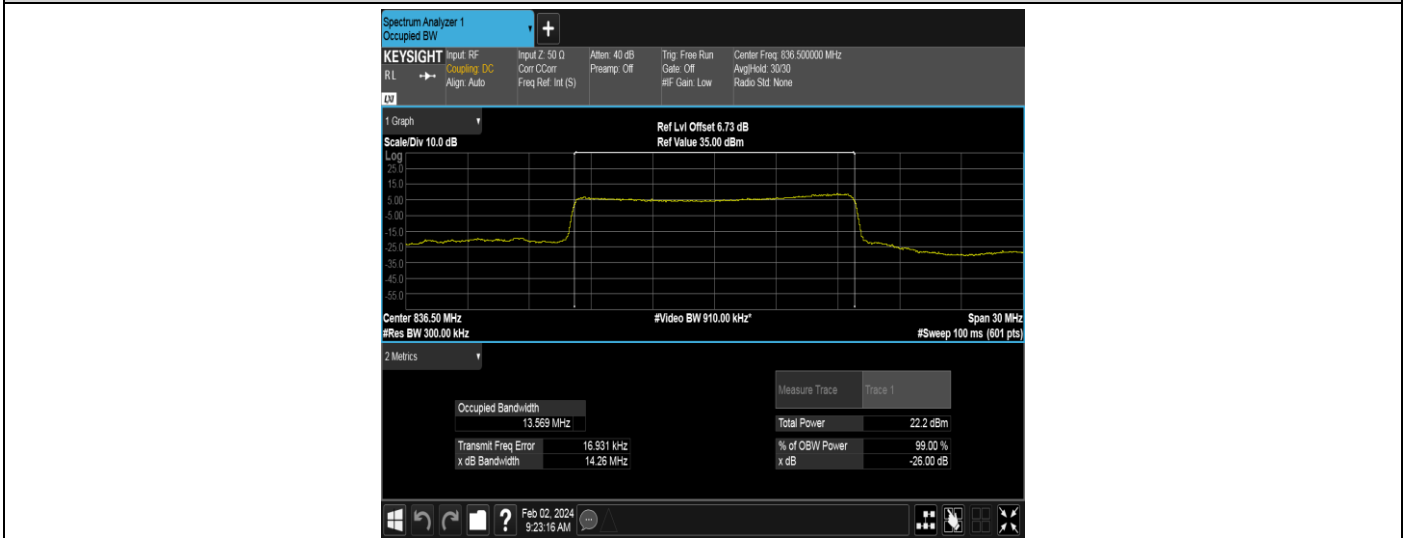 Spectrum Analyzer 1
Occupied BW
+
KEYSIGHT Input: RF Input Z: 50 Ω Atten: 40 dB Trig: Free Run Center Freq: 836.500000 MHz
RL Coupling: DC Corr CCorr Preamp: Off Gate: Off Avg|Hold: 30/30
Align: Auto Freq Ref: Int (S) #IF Gain: Low Radio Std: None
LXI
1 Graph Ref Lvl Offset 6.73 dB
Scale/Div 10.0 dB Ref Value 35.00 dBm
Log
25.0
15.0
5.00
-5.00
-15.0
-25.0
-35.0
-45.0
-55.0
Center 836.50 MHz #Video BW 910.00 kHz* Span 30 MHz
#Res BW 300.00 kHz #Sweep 100 ms (601 pts)
2 Metrics
Measure Trace Trace 1
Occupied Bandwidth
13.569 MHz Total Power 22.2 dBm
Transmit Freq Error 16.931 kHz % of OBW Power 99.00 %
x dB Bandwidth 14.26 MHz x dB -26.00 dB
? Feb 02, 2024
9:23:16 AM